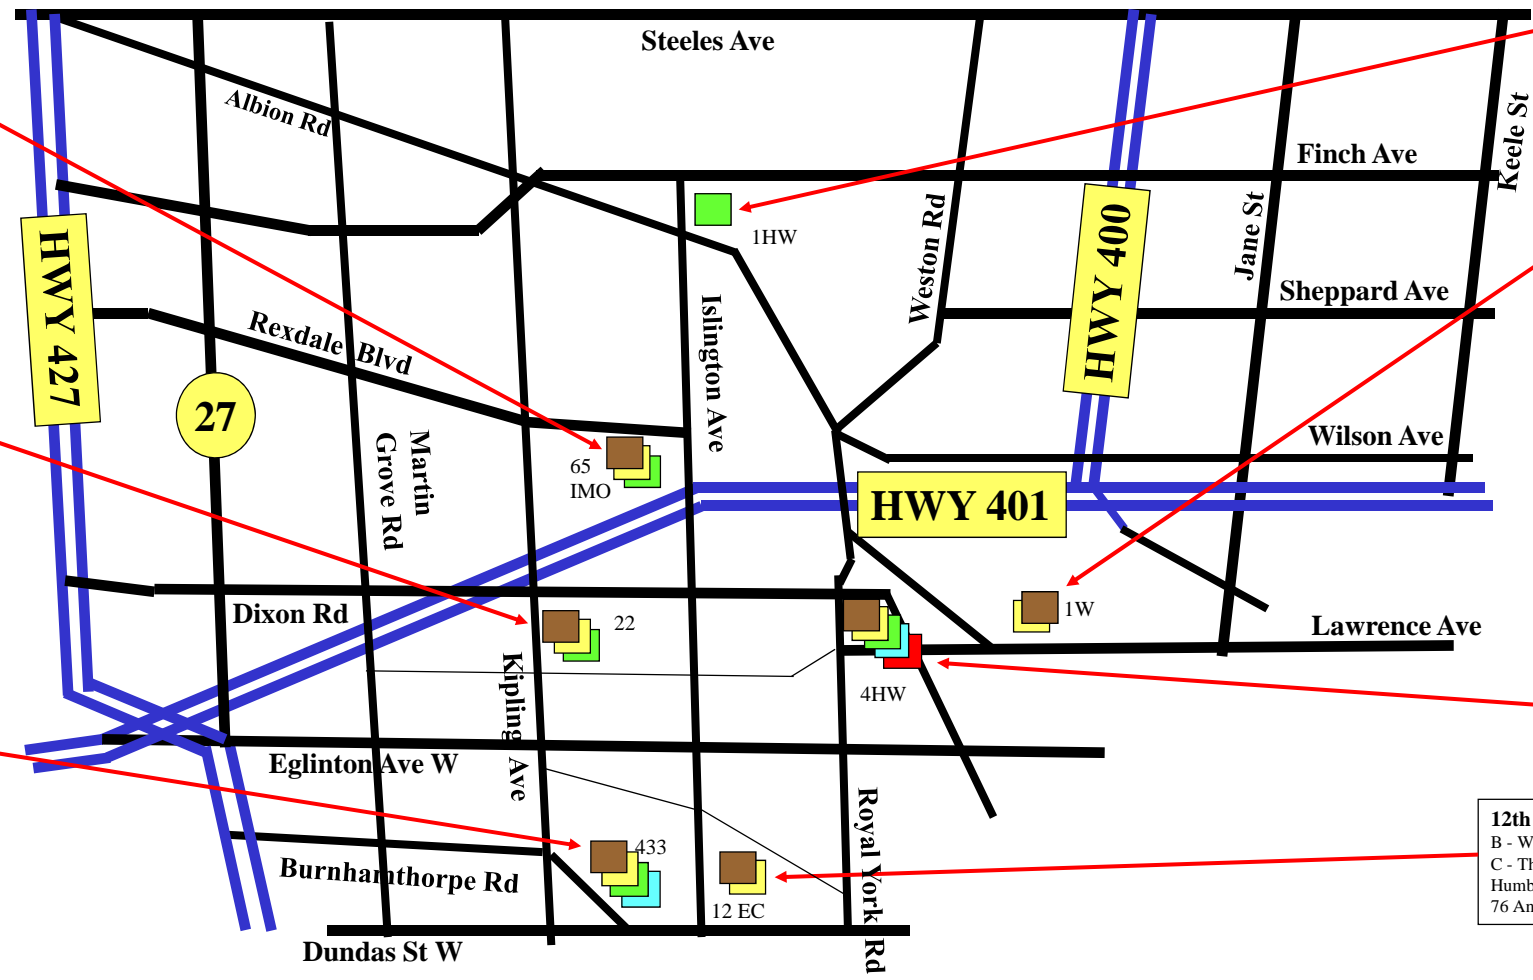 Steeles Ave
Albion Rd
Keele St
Finch Ave
1HW
Weston Rd
HWY 400
Jane St
HWY 427
Sheppard Ave
Rexdale Blvd
Islington Ave
27
Martin
Grove Rd
Wilson Ave
65
IMO
HWY 401
Dixon Rd
22
1W
Lawrence Ave
Kipling Ave
4HW
Eglinton Ave W
Royal York Rd
433
Burnhamthorpe Rd
12 EC
Dundas St W
12th
B - W
C - Th
Humb
76 An